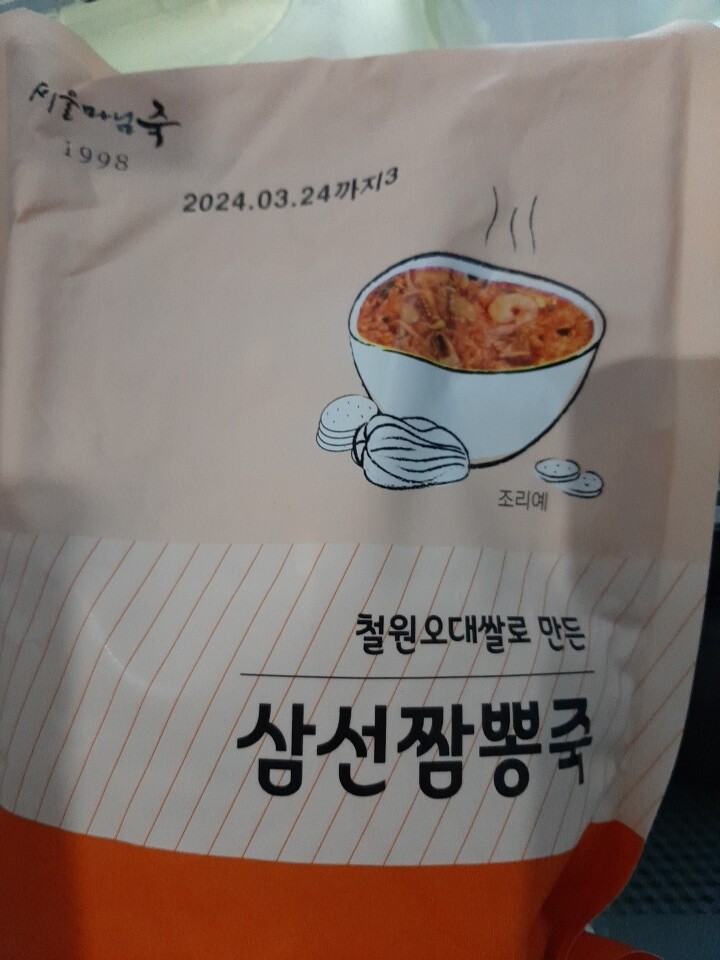 서울마님죽
1998
2024.03.24까지3
조리예
철원오대쌀로 만든
삼선짬뽕죽